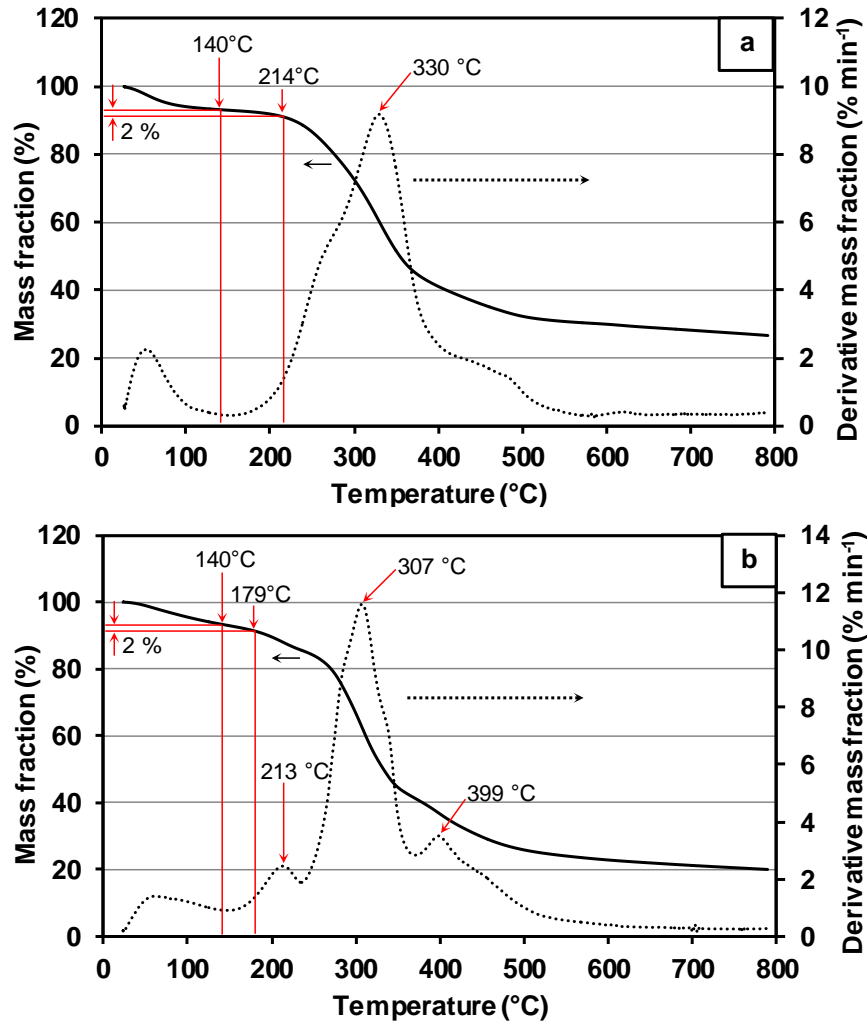 a
120
100
80
60
40
20
0
Mass fraction (%)
140°C
214°C
330 °C
2 %
12
10
8
6
4
2
0
Derivative mass fraction (% min-1)
0 100 200 300 400 500 600 700 800
Temperature (°C)
b
120
100
80
60
40
20
0
Mass fraction (%)
140°C
179°C
307 °C
2 %
213 °C
399 °C
14
12
10
8
6
4
2
0
Derivative mass fraction (% min-1)
0 100 200 300 400 500 600 700 800
Temperature (°C)